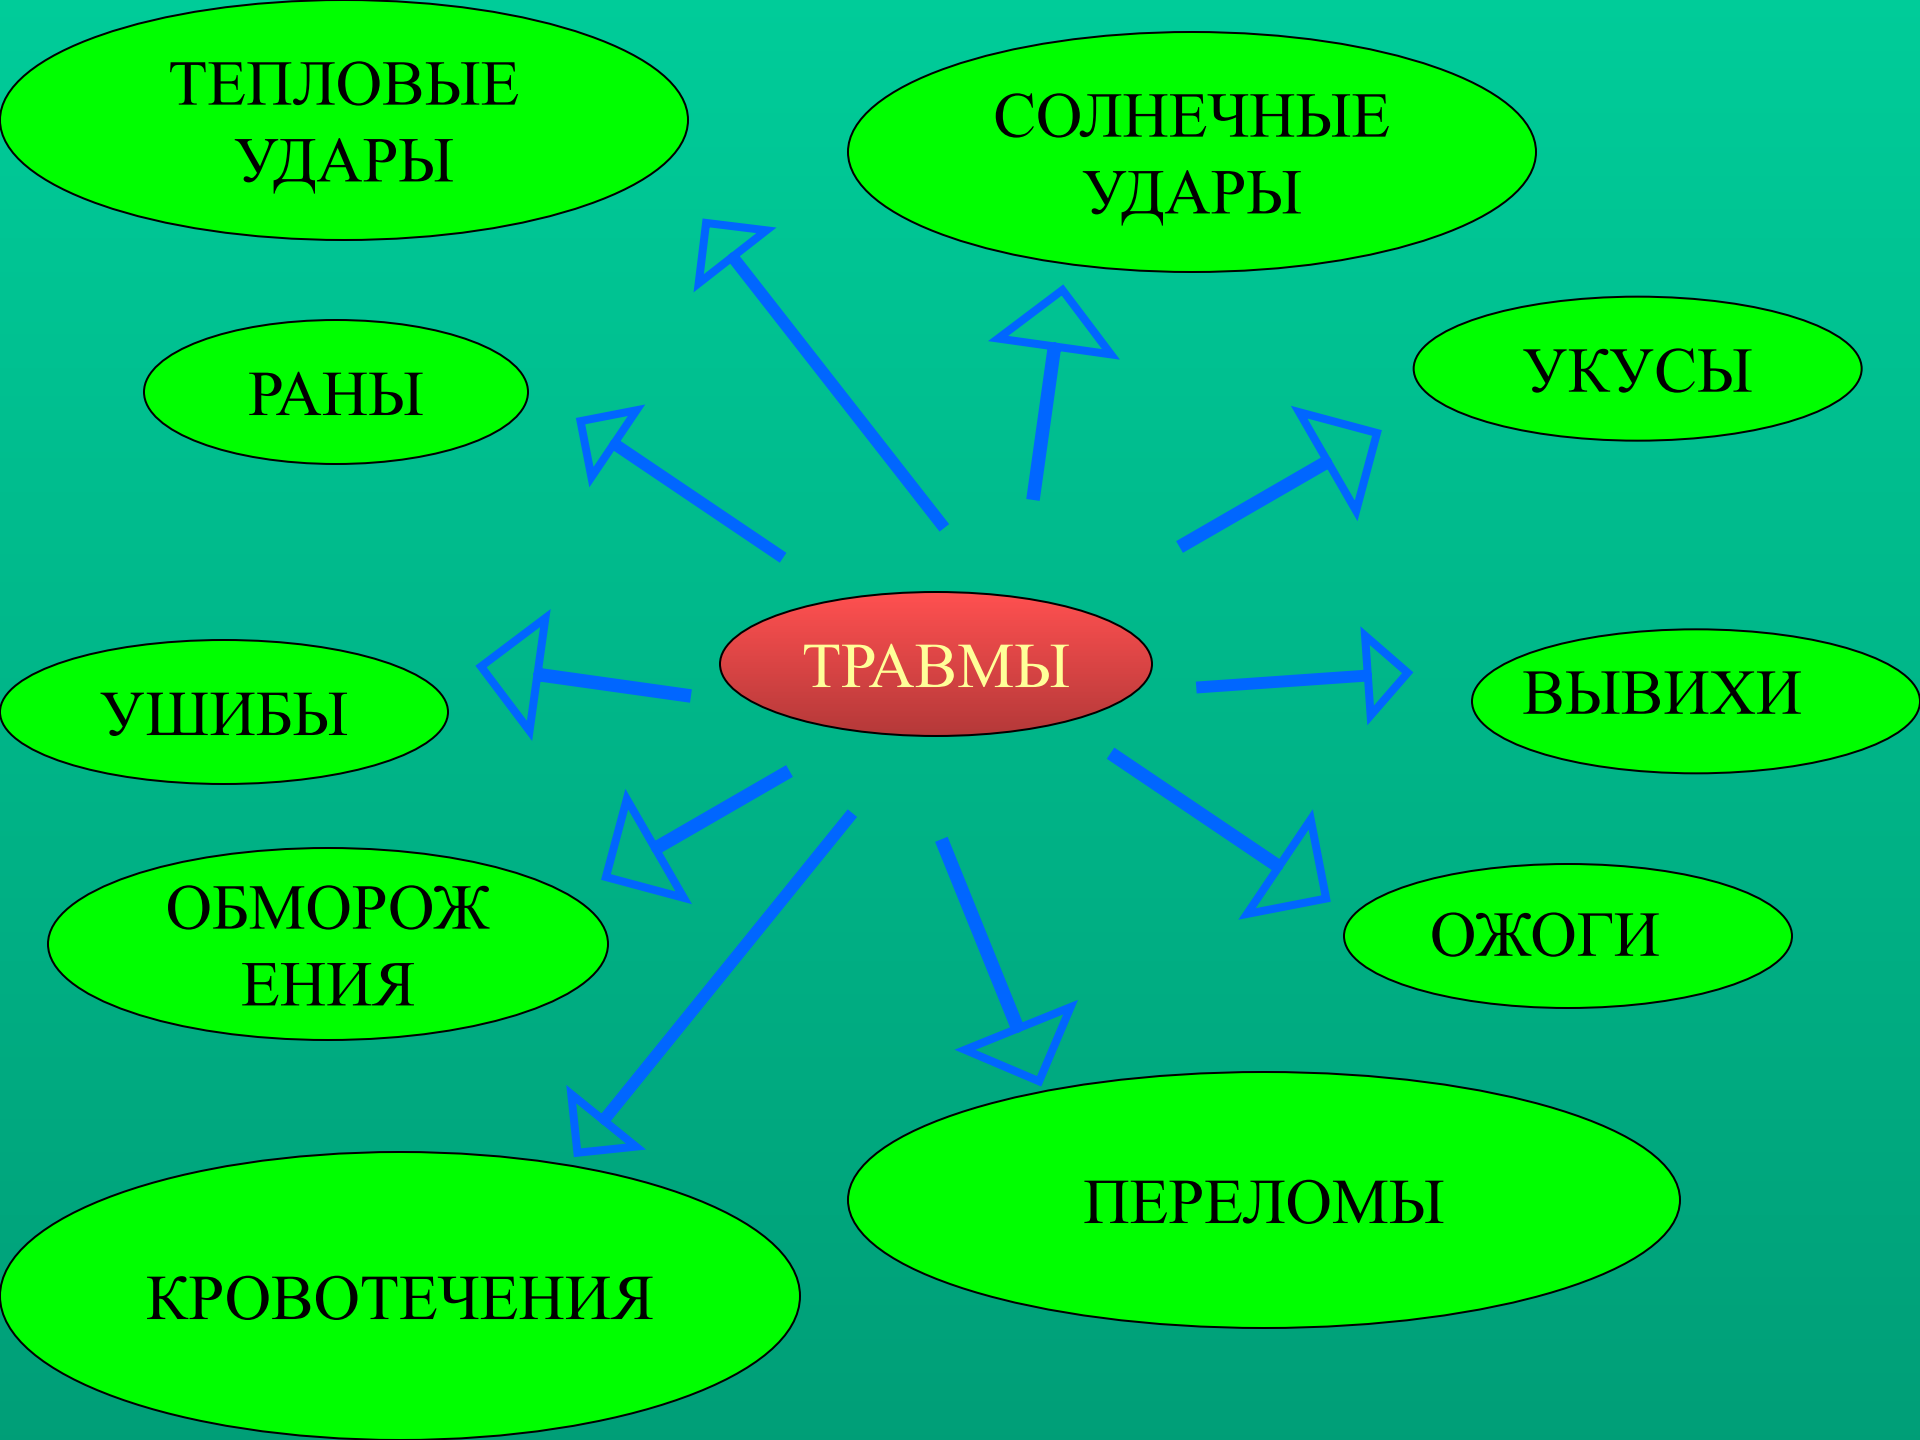 ТЕПЛОВЫЕ
УДАРЫ
СОЛНЕЧНЫЕ
УДАРЫ
РАНЫ
УКУСЫ
ТРАВМЫ
УШИБЫ
ВЫВИХИ
ОБМОРОЖ
ЕНИЯ
ОЖОГИ
ПЕРЕЛОМЫ
КРОВОТЕЧЕНИЯ